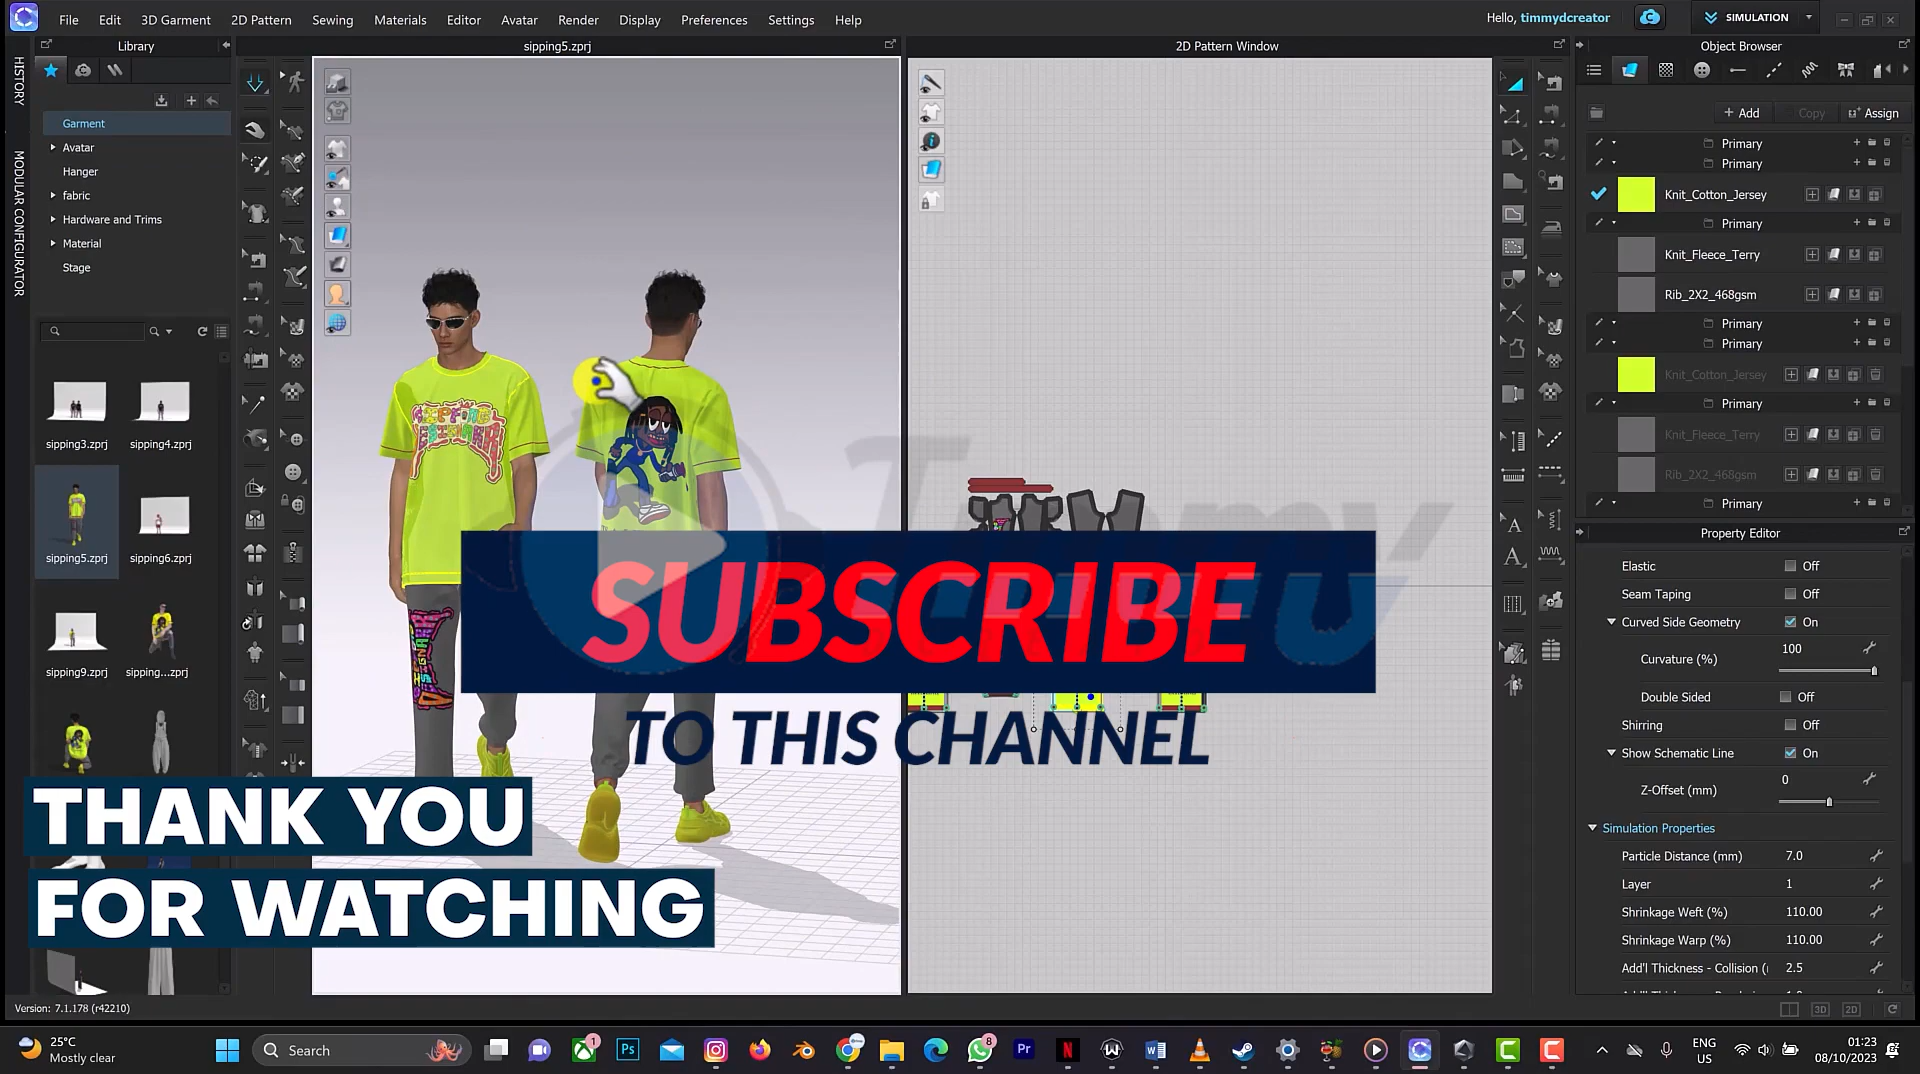 File Edit 3D Garment 2D Pattern Sewing Materials Editor Avatar Render Display Preferences Settings Help
Hello, timmydcreator
SIMULATION
HISTORY
MODULAR CONFIGURATOR
Library
Garment
Avatar
Hanger
fabric
Hardware and Trims
Material
Stage
sipping3.zprj sipping4.zprj
sipping5.zprj sipping6.zprj
sipping9.zprj sipping...zprj
sipping5.zprj
2D Pattern Window
Timmy
SUBSCRIBE
TO THIS CHANNEL
THANK YOU
FOR WATCHING
Object Browser
+ Add Copy Assign
Primary
Primary
Knit_Cotton_Jersey
Primary
Knit_Fleece_Terry
Rib_2X2_468gsm
Primary
Primary
Knit_Cotton_Jersey
Primary
Knit_Fleece_Terry
Rib_2X2_468gsm
Primary
Property Editor
Elastic Off
Seam Taping Off
Curved Side Geometry On
Curvature (%) 100
Double Sided Off
Shirring Off
Show Schematic Line On
Z-Offset (mm) 0
Simulation Properties
Particle Distance (mm) 7.0
Layer 1
Shrinkage Weft (%) 110.00
Shrinkage Warp (%) 110.00
Add'l Thickness - Collision (r 2.5
Version: 7.1.178 (r42210)
3D 2D
25°C
Mostly clear
Search
1
Ps
8
Pr
ENG
US
01:23
08/10/2023